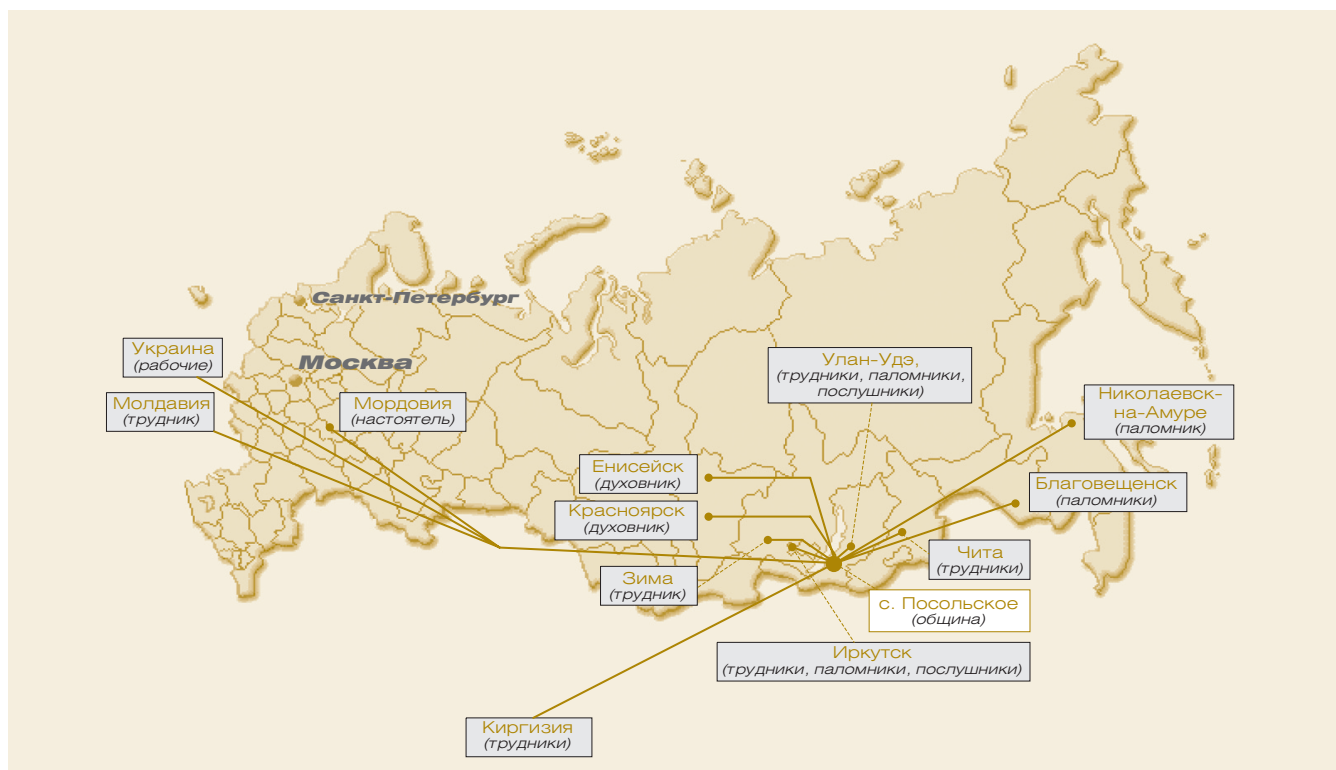 Санкт-Петербург
Украина
(рабочие)
Москва
Улан-Удэ,
(трудники, паломники,
послушники)
Молдавия
(трудник)
Мордовия
(настоятель)
Николаевск-
на-Амуре
(паломник)
Енисейск
(духовник)
Благовещенск
(паломники)
Красноярск
(духовник)
Чита
(трудники)
Зима
(трудник)
с. Посольское
(община)
Иркутск
(трудники, паломники, послушники)
Киргизия
(трудники)